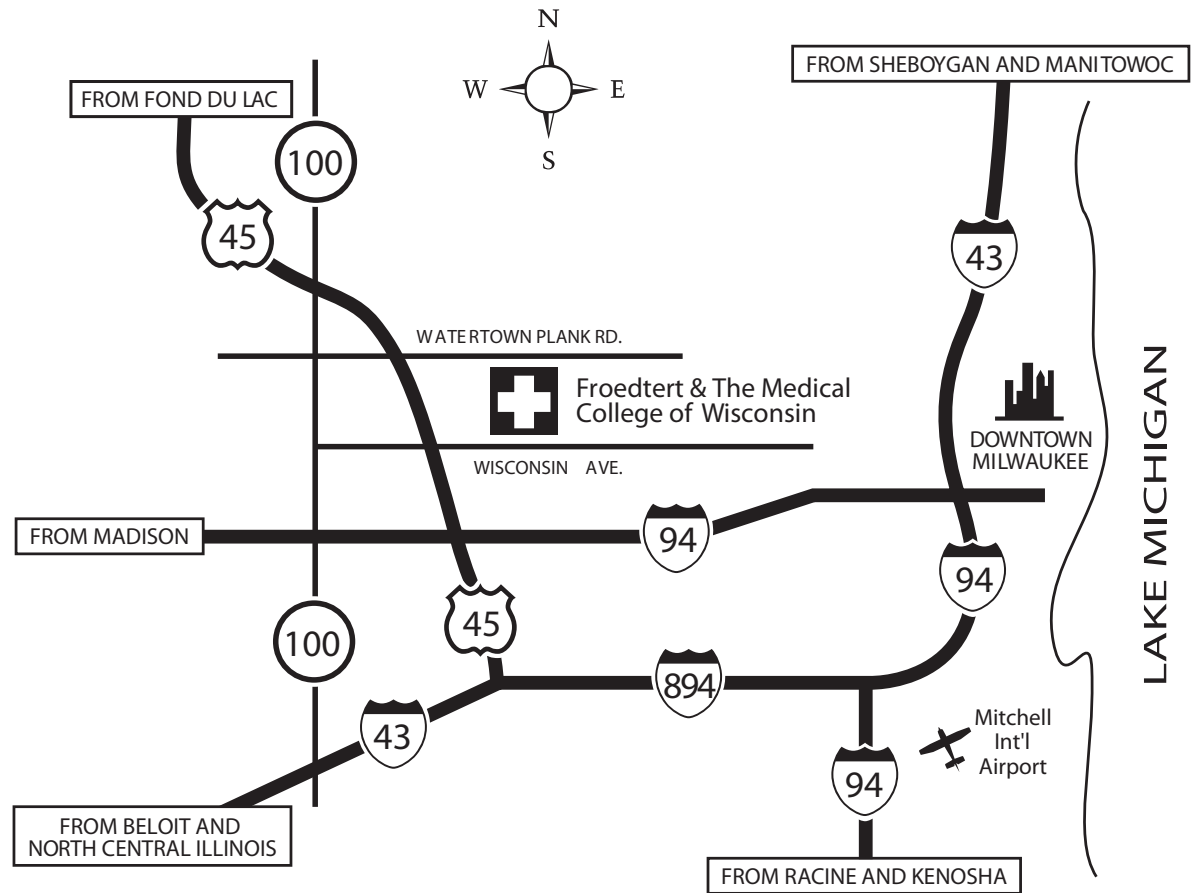 N
W
E
S
FROM FOND DU LAC
FROM SHEBOYGAN AND MANITOWOC
100
45
43
WATERTOWN PLANK RD.
Froedtert & The Medical
College of Wisconsin
WISCONSIN AVE.
DOWNTOWN
MILWAUKEE
LAKE MICHIGAN
FROM MADISON
94
94
100
45
894
43
Mitchell
Int'l
Airport
94
FROM BELOIT AND
NORTH CENTRAL ILLINOIS
FROM RACINE AND KENOSHA